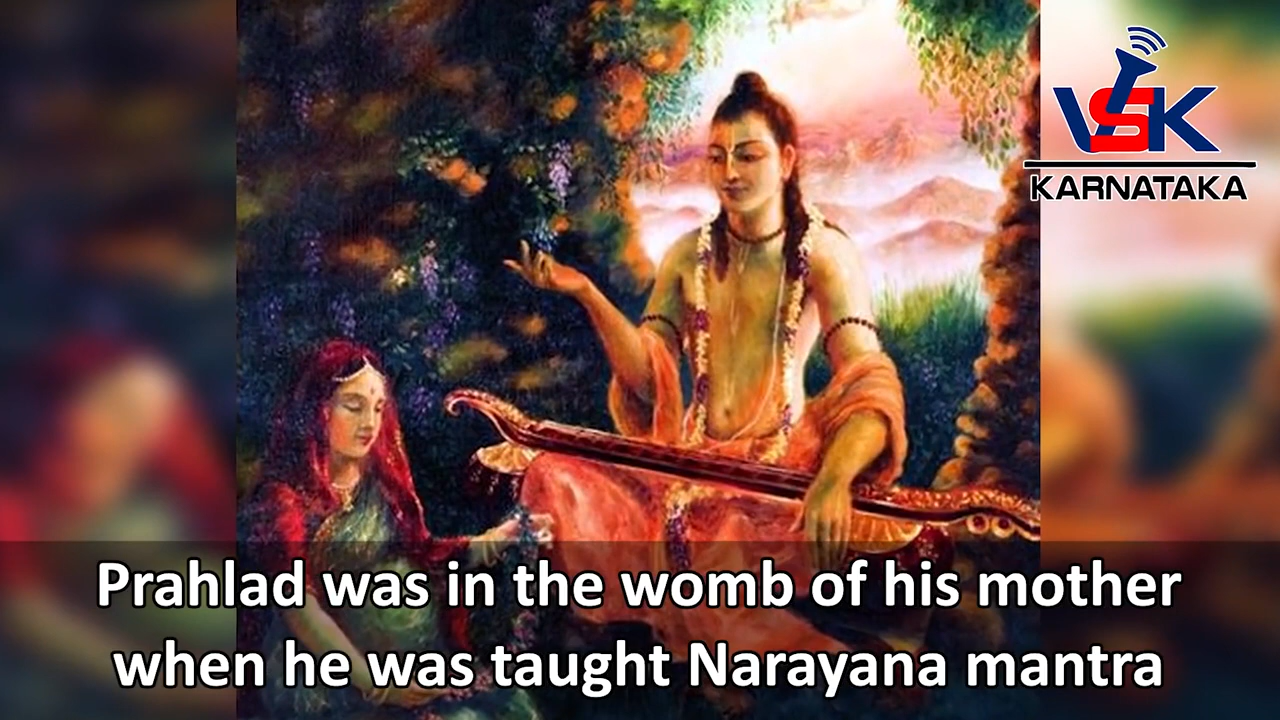 VSK
KARNATAKA
Prahlad was in the womb of his mother
when he was taught Narayana mantra